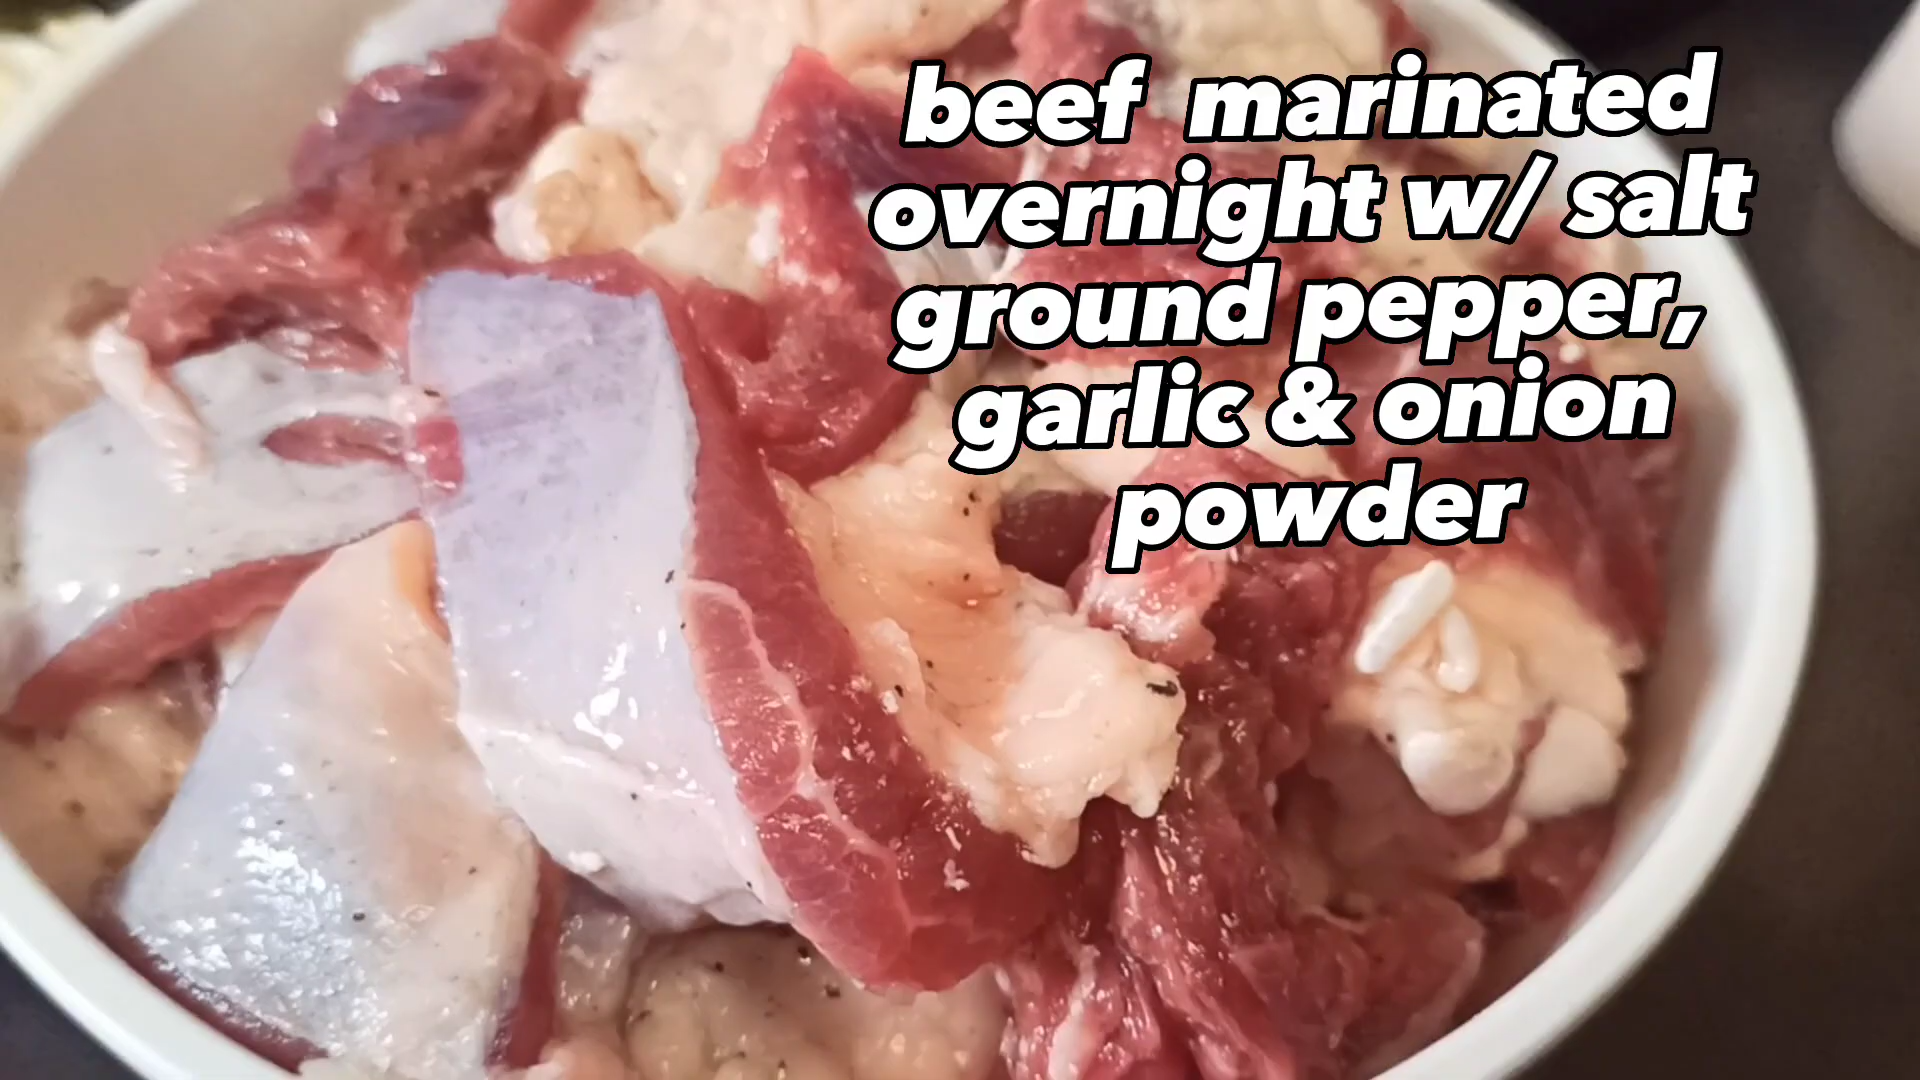 beef marinated
overnight w/ salt
ground pepper,
garlic & onion
powder